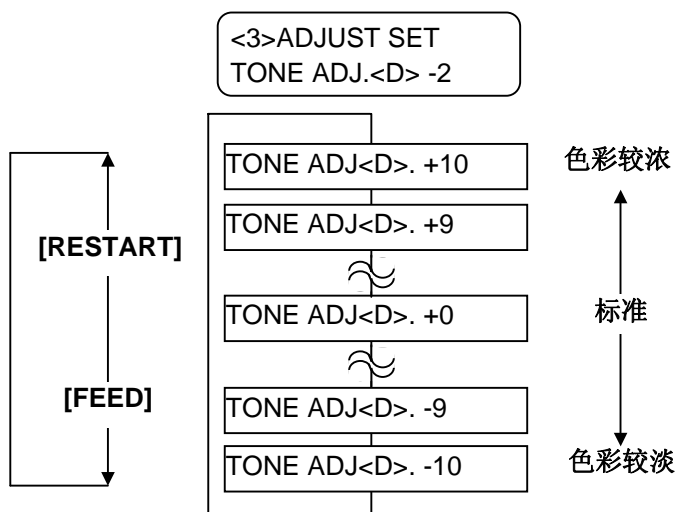 <3>ADJUST SET
TONE ADJ.<D> -2
TONE ADJ<D>. +10
色彩较浓
TONE ADJ<D>. +9
[RESTART]
TONE ADJ<D>. +0
标准
[FEED]
TONE ADJ<D>. -9
TONE ADJ<D>. -10
色彩较淡